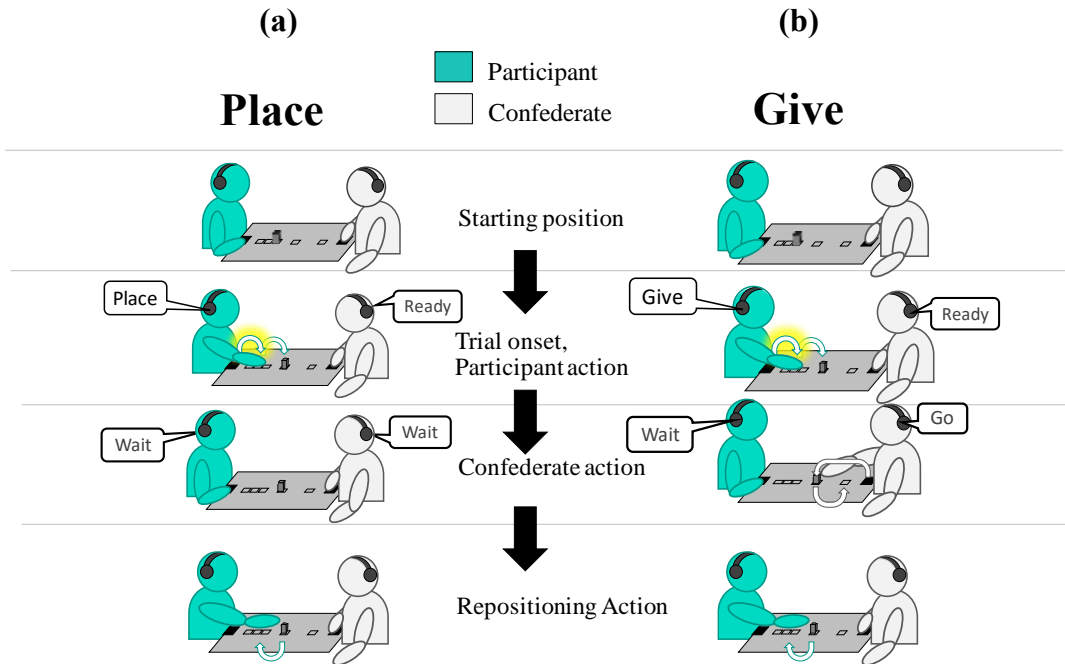 (a)
(b)
Participant
Confederate
Place
Give
Starting position
Place
Ready
Give
Ready
Trial onset,
Participant action
Wait
Wait
Wait
Go
Confederate action
Repositioning Action